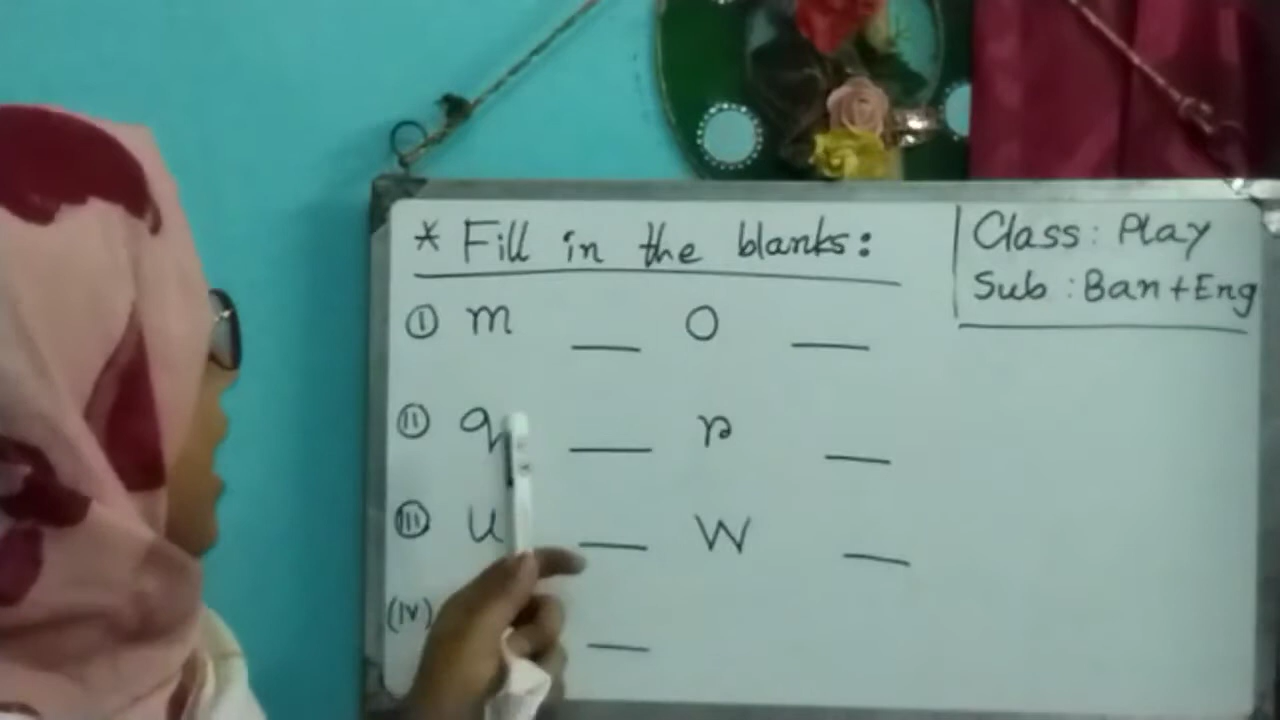 * Fill in the blanks:
Class: Play
Sub: Ban+Eng
(I) m __ o __
(II) q __ r __
(III) u __ w __
(IV) __